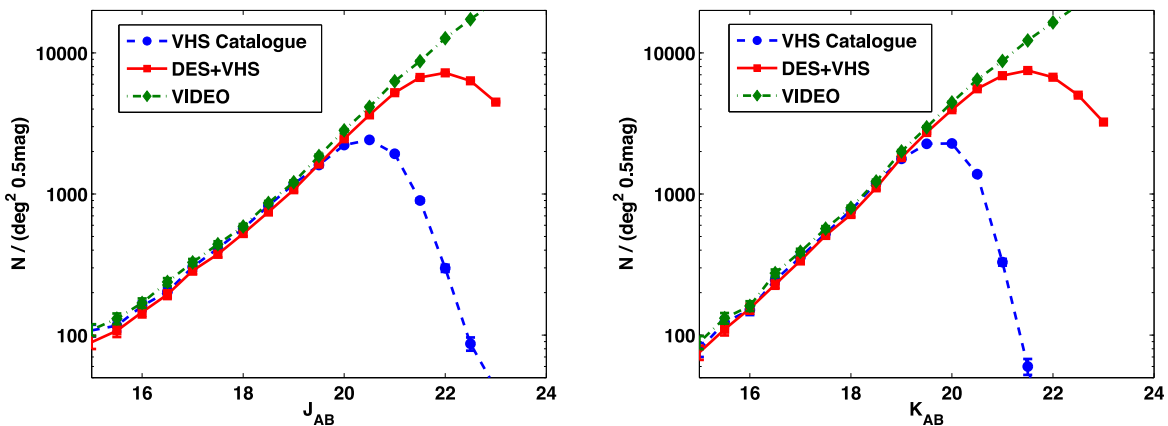 10000
1000
100
N / (deg² 0.5mag)
VHS Catalogue
DES+VHS
VIDEO
16 18 20 22 24
J_AB
10000
1000
100
N / (deg² 0.5mag)
VHS Catalogue
DES+VHS
VIDEO
16 18 20 22 24
K_AB